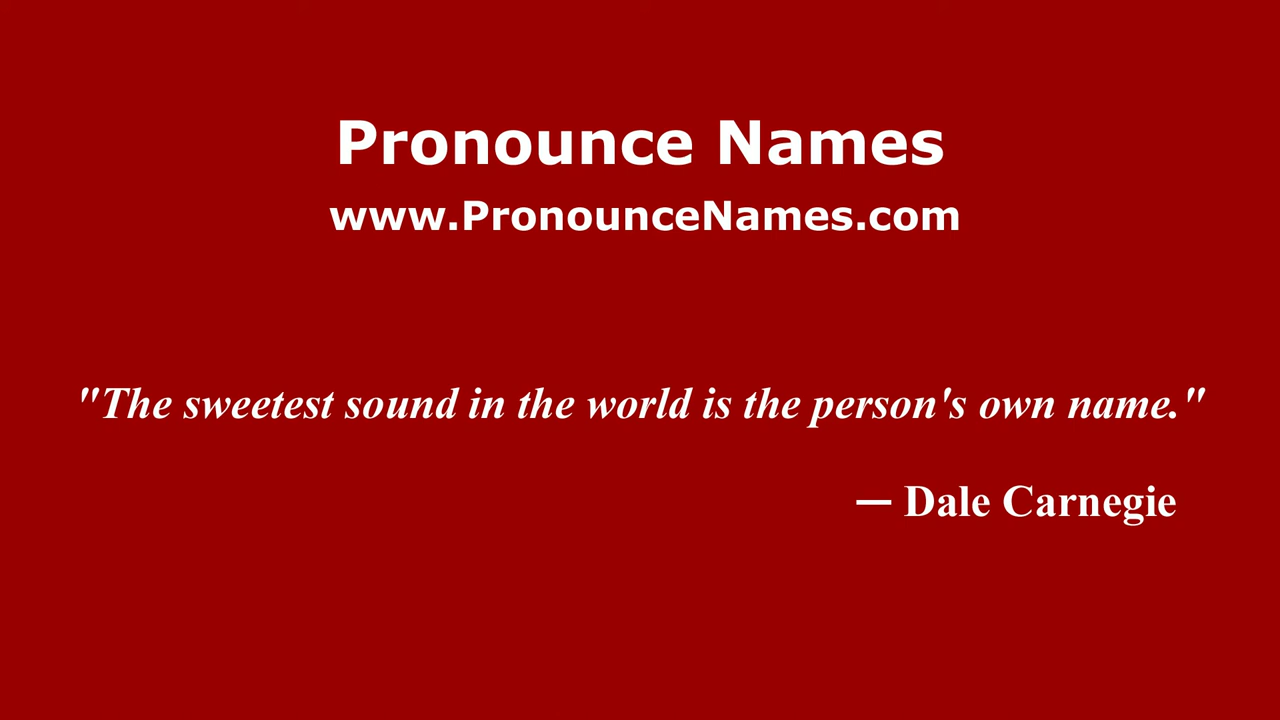 Pronounce Names
www.PronounceNames.com
"The sweetest sound in the world is the person's own name."
— Dale Carnegie